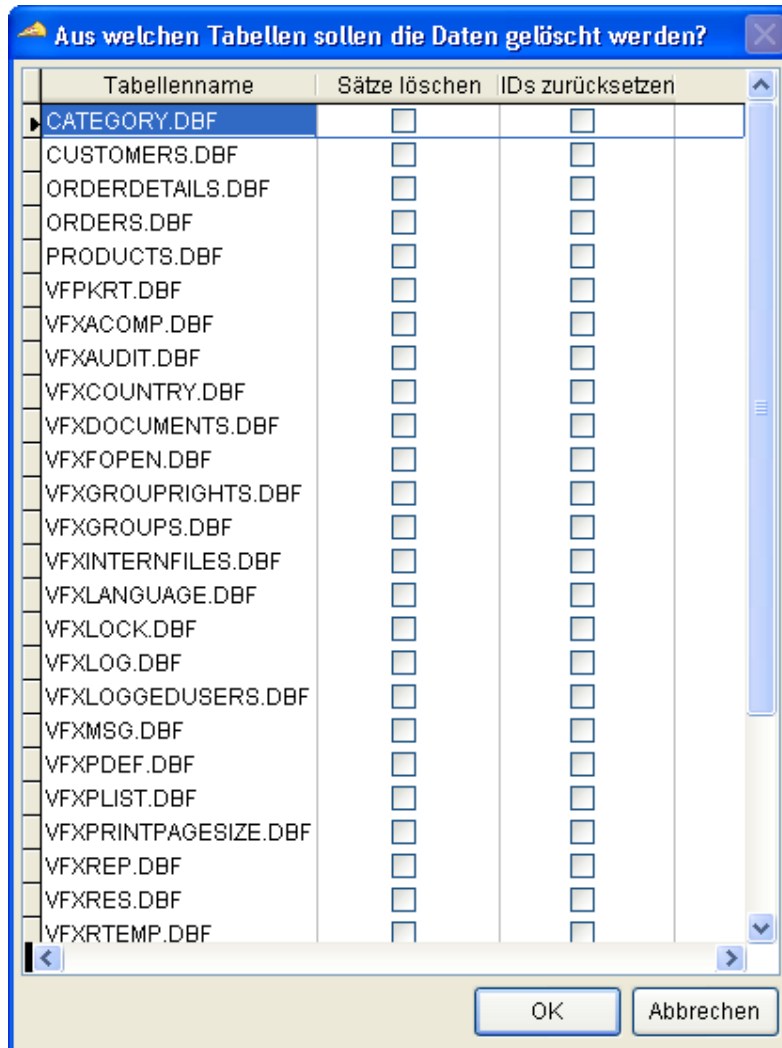 Aus welchen Tabellen sollen die Daten gelöscht werden?
Tabellenname Sätze löschen IDs zurücksetzen
CATEGORY.DBF
CUSTOMERS.DBF
ORDERDETAILS.DBF
ORDERS.DBF
PRODUCTS.DBF
VFPKRT.DBF
VFXACOMP.DBF
VFXAUDIT.DBF
VFXCOUNTRY.DBF
VFXDOCUMENTS.DBF
VFXFOPEN.DBF
VFXGROUPRIGHTS.DBF
VFXGROUPS.DBF
VFXINTERNFILES.DBF
VFXLANGUAGE.DBF
VFXLOCK.DBF
VFXLOG.DBF
VFXLOGGEDUSERS.DBF
VFXMSG.DBF
VFXPDEF.DBF
VFXPLIST.DBF
VFXPRINTPAGESIZE.DBF
VFXREP.DBF
VFXRES.DBF
VFXRTEMP.DBF
OK Abbrechen